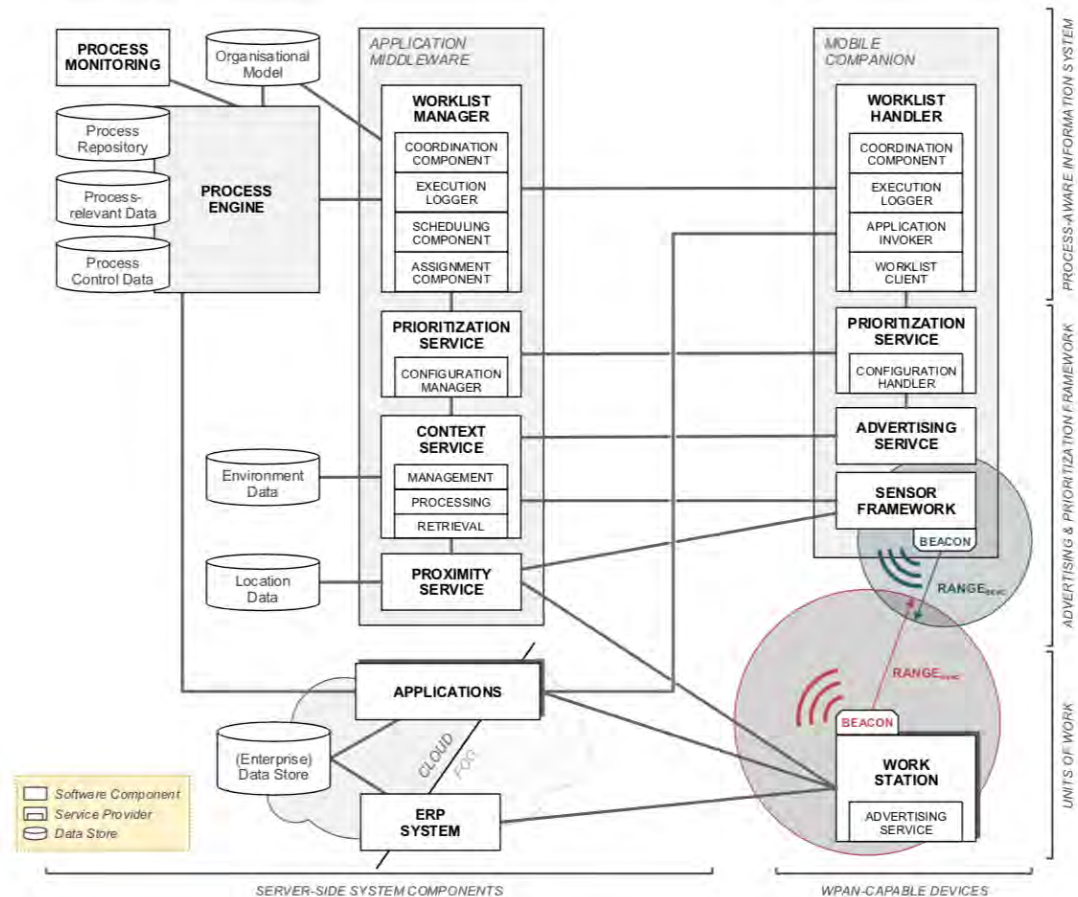 PROCESS
MONITORING
Organisational
Model
Process
Repository
Process-
relevant Data
Process
Control Data
PROCESS
ENGINE
APPLICATION
MIDDLEWARE
WORKLIST
MANAGER
COORDINATION
COMPONENT
EXECUTION
LOGGER
SCHEDULING
COMPONENT
ASSIGNMENT
COMPONENT
PRIORITIZATION
SERVICE
CONFIGURATION
MANAGER
CONTEXT
SERVICE
MANAGEMENT
PROCESSING
RETRIEVAL
PROXIMITY
SERVICE
Environment
Data
Location
Data
MOBILE
COMPANION
WORKLIST
HANDLER
COORDINATION
COMPONENT
EXECUTION
LOGGER
APPLICATION
INVOKER
WORKLIST
CLIENT
PRIORITIZATION
SERVICE
CONFIGURATION
HANDLER
ADVERTISING
SERIVCE
SENSOR
FRAMEWORK
BEACON
RANGE
RANGE
BEACON
WORK
STATION
ADVERTISING
SERVICE
APPLICATIONS
(Enterprise)
Data Store
CLOUD
FOG
ERP
SYSTEM
Software Component
Service Provider
Data Store
SERVER-SIDE SYSTEM COMPONENTS
WPAN-CAPABLE DEVICES
PROCESS-AWARE INFORMATION SYSTEM
ADVERTISING & PRIORITIZATION FRAMEWORK
UNITS OF WORK